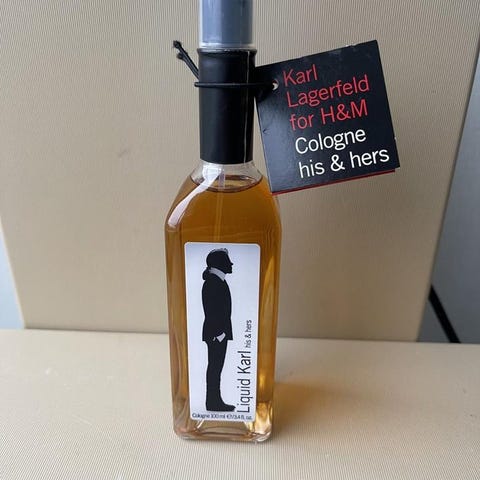 Karl
Lagerfeld
for H&M
Cologne
his & hers
Liquid Karl his & hers
Cologne 100 ml ℮/3.4 fl. oz.